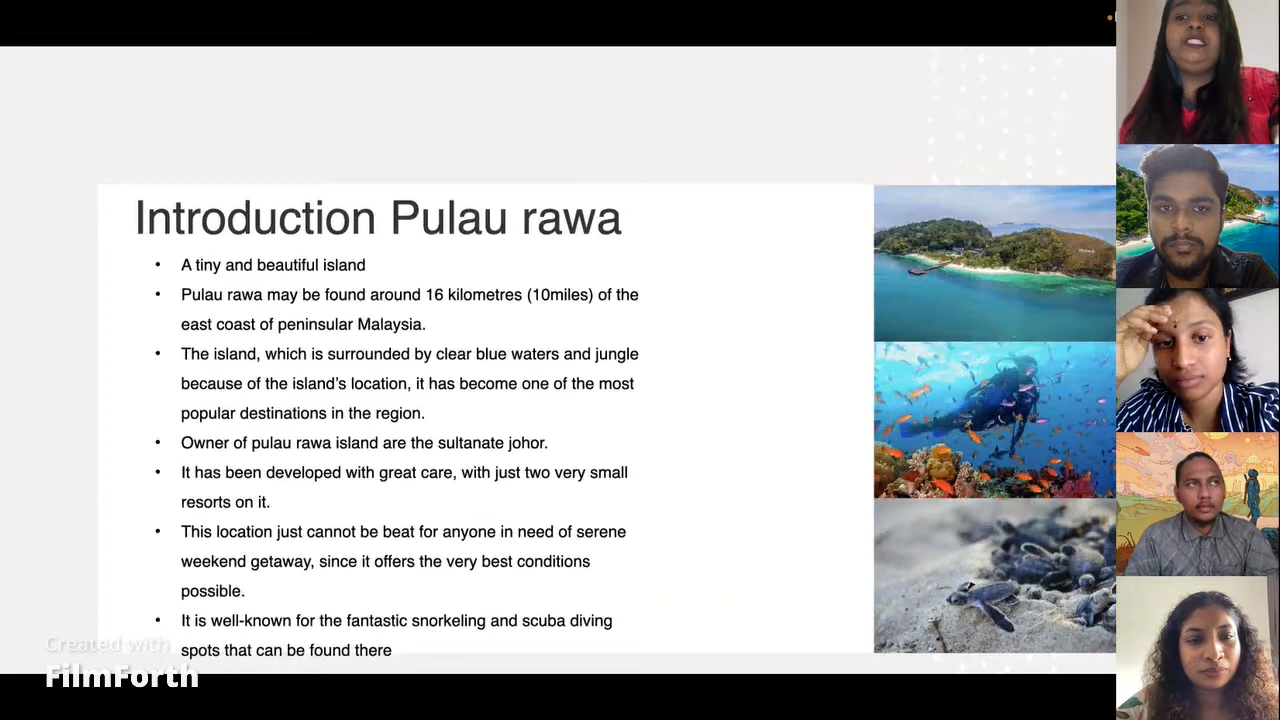 Introduction Pulau rawa
• A tiny and beautiful island
• Pulau rawa may be found around 16 kilometres (10miles) of the
east coast of peninsular Malaysia.
• The island, which is surrounded by clear blue waters and jungle
because of the island's location, it has become one of the most
popular destinations in the region.
• Owner of pulau rawa island are the sultanate johor.
• It has been developed with great care, with just two very small
resorts on it.
• This location just cannot be beat for anyone in need of serene
weekend getaway, since it offers the very best conditions
possible.
• It is well-known for the fantastic snorkeling and scuba diving
spots that can be found there
Created with
FilmForth